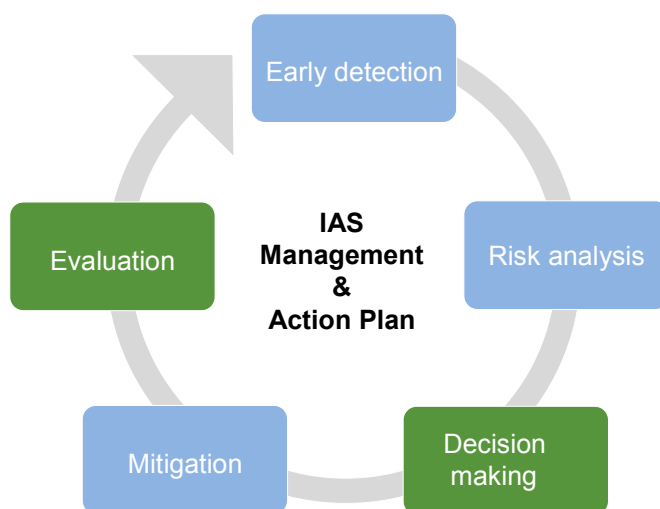 Early detection
Risk analysis
Decision
making
Mitigation
Evaluation
IAS
Management
&
Action Plan